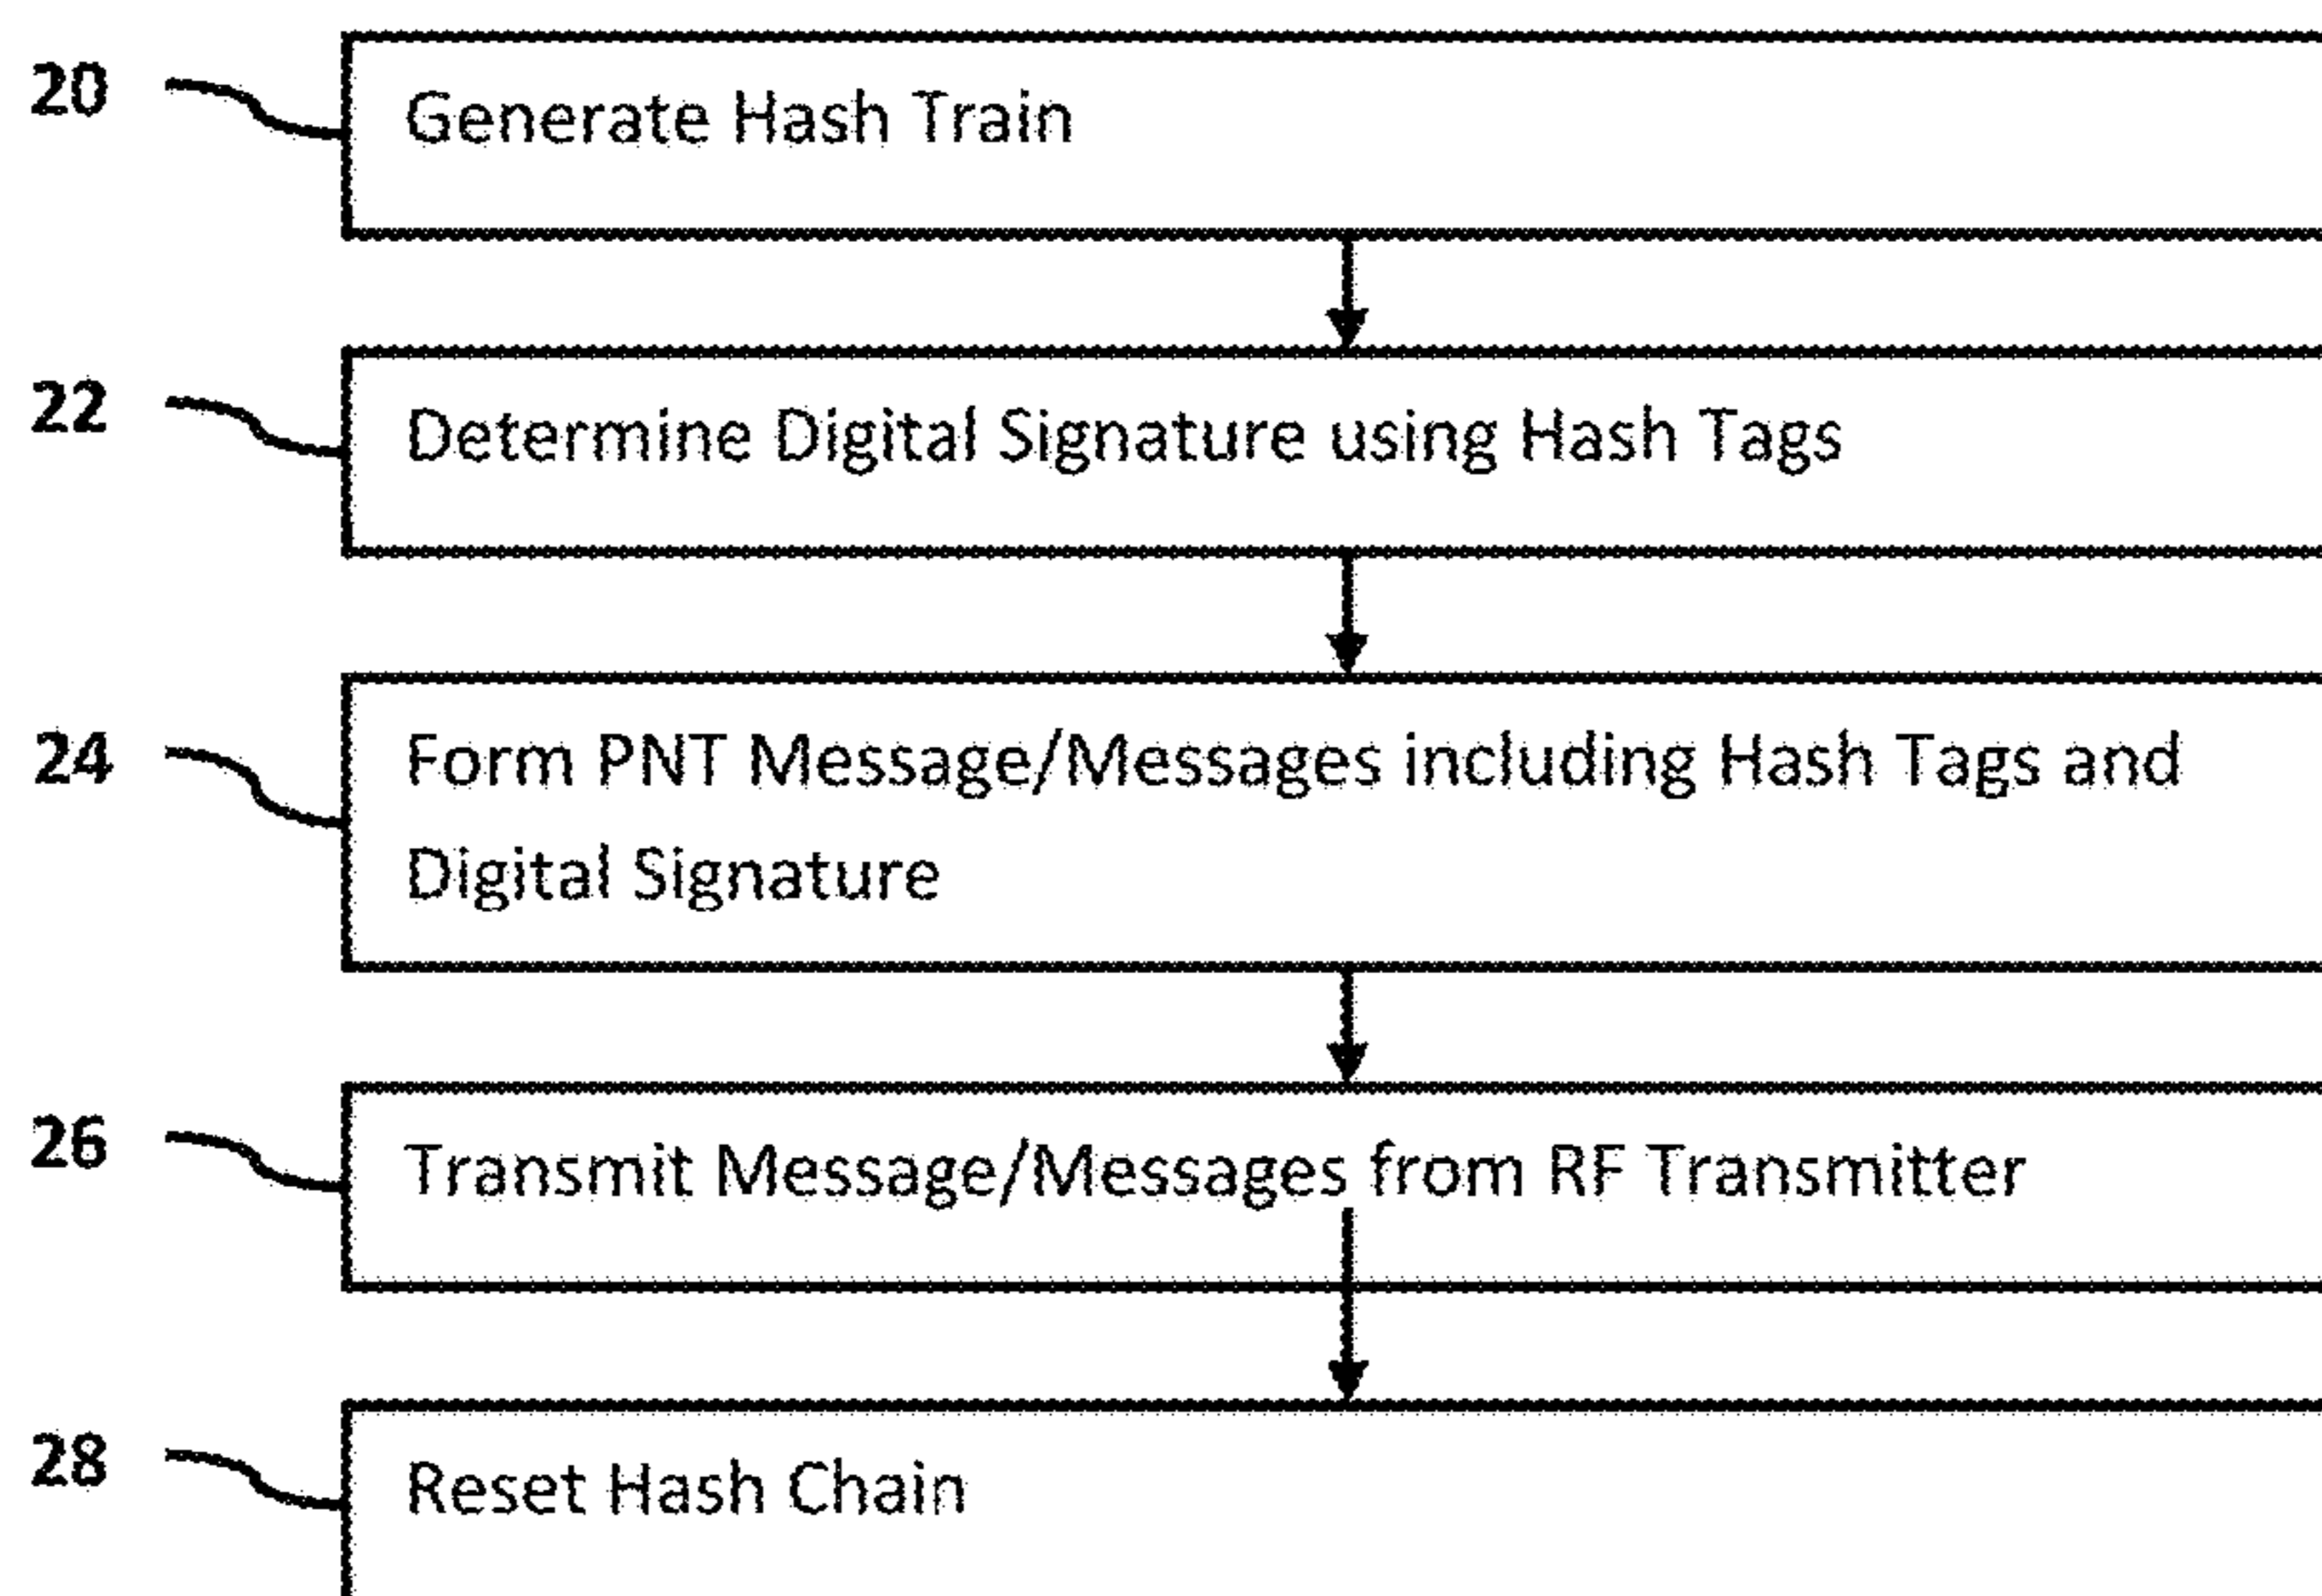 20
Generate Hash Train
22
Determine Digital Signature using Hash Tags
24
Form PNT Message/Messages including Hash Tags and
Digital Signature
26
Transmit Message/Messages from RF Transmitter
28
Reset Hash Chain